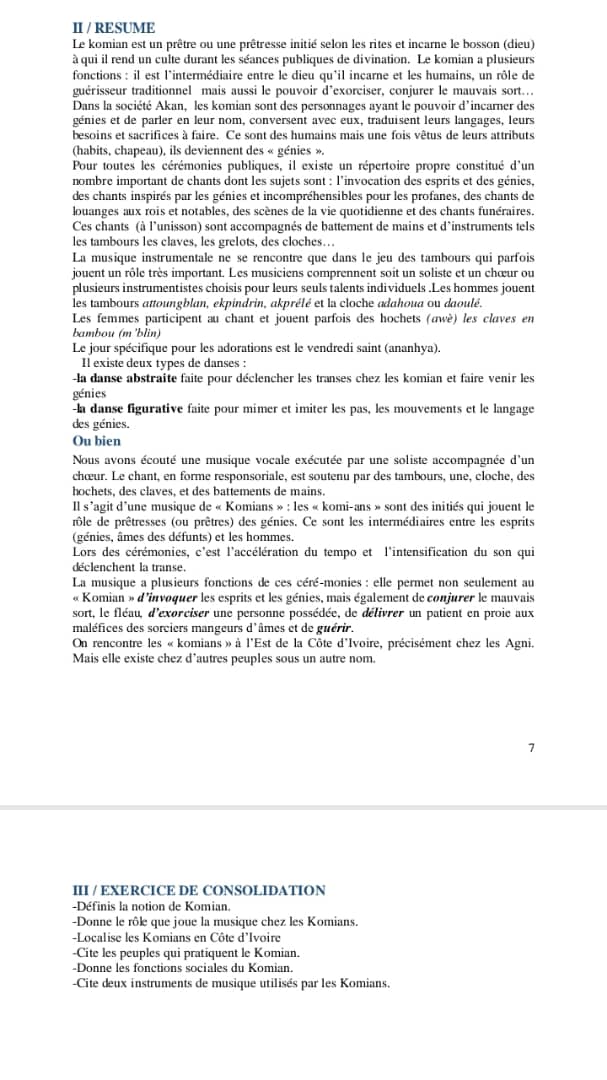 II / RESUME
Le komian est un prêtre ou une prêtresse initié selon les rites et incarne le bosson (dieu)
à qui il rend un culte durant les séances publiques de divination. Le komian a plusieurs
fonctions : il est l'intermédiaire entre le dieu qu'il incarne et les humains, un rôle de
guérisseur traditionnel mais aussi le pouvoir d'exorciser, conjurer le mauvais sort…
Dans la société Akan, les komian sont des personnages ayant le pouvoir d'incarner des
génies et de parler en leur nom, conversent avec eux, traduisent leurs langages, leurs
besoins et sacrifices à faire. Ce sont des humains mais une fois vêtus de leurs attributs
(habits, chapeau), ils deviennent des « génies ».
Pour toutes les cérémonies publiques, il existe un répertoire propre constitué d'un
nombre important de chants dont les sujets sont : l'invocation des esprits et des génies,
des chants inspirés par les génies et incompréhensibles pour les profanes, des chants de
louanges aux rois et notables, des scènes de la vie quotidienne et des chants funéraires.
Ces chants (à l'unisson) sont accompagnés de battement de mains et d'instruments tels
les tambours les claves, les grelots, des cloches…
La musique instrumentale ne se rencontre que dans le jeu des tambours qui parfois
jouent un rôle très important. Les musiciens comprennent soit un soliste et un chœur ou
plusieurs instrumentistes choisis pour leurs seuls talents individuels .Les hommes jouent
les tambours attoungblan, ekpindrin, akprélé et la cloche adahoua ou daoulé.
Les femmes participent au chant et jouent parfois des hochets (awè) les claves en
bambou (m'blin)
Le jour spécifique pour les adorations est le vendredi saint (ananhya).
Il existe deux types de danses :
-la danse abstraite faite pour déclencher les transes chez les komian et faire venir les
génies
-la danse figurative faite pour mimer et imiter les pas, les mouvements et le langage
des génies.
Ou bien
Nous avons écouté une musique vocale exécutée par une soliste accompagnée d'un
chœur. Le chant, en forme responsoriale, est soutenu par des tambours, une, cloche, des
hochets, des claves, et des battements de mains.
Il s'agit d'une musique de « Komians » : les « komi-ans » sont des initiés qui jouent le
rôle de prêtresses (ou prêtres) des génies. Ce sont les intermédiaires entre les esprits
(génies, âmes des défunts) et les hommes.
Lors des cérémonies, c'est l'accélération du tempo et l'intensification du son qui
déclenchent la transe.
La musique a plusieurs fonctions de ces céré-monies : elle permet non seulement au
« Komian » d'invoquer les esprits et les génies, mais également de conjurer le mauvais
sort, le fléau, d'exorciser une personne possédée, de délivrer un patient en proie aux
maléfices des sorciers mangeurs d'âmes et de guérir.
On rencontre les « komians » à l'Est de la Côte d'Ivoire, précisément chez les Agni.
Mais elle existe chez d'autres peuples sous un autre nom.
7
III / EXERCICE DE CONSOLIDATION
-Définis la notion de Komian.
-Donne le rôle que joue la musique chez les Komians.
-Localise les Komians en Côte d'Ivoire
-Cite les peuples qui pratiquent le Komian.
-Donne les fonctions sociales du Komian.
-Cite deux instruments de musique utilisés par les Komians.